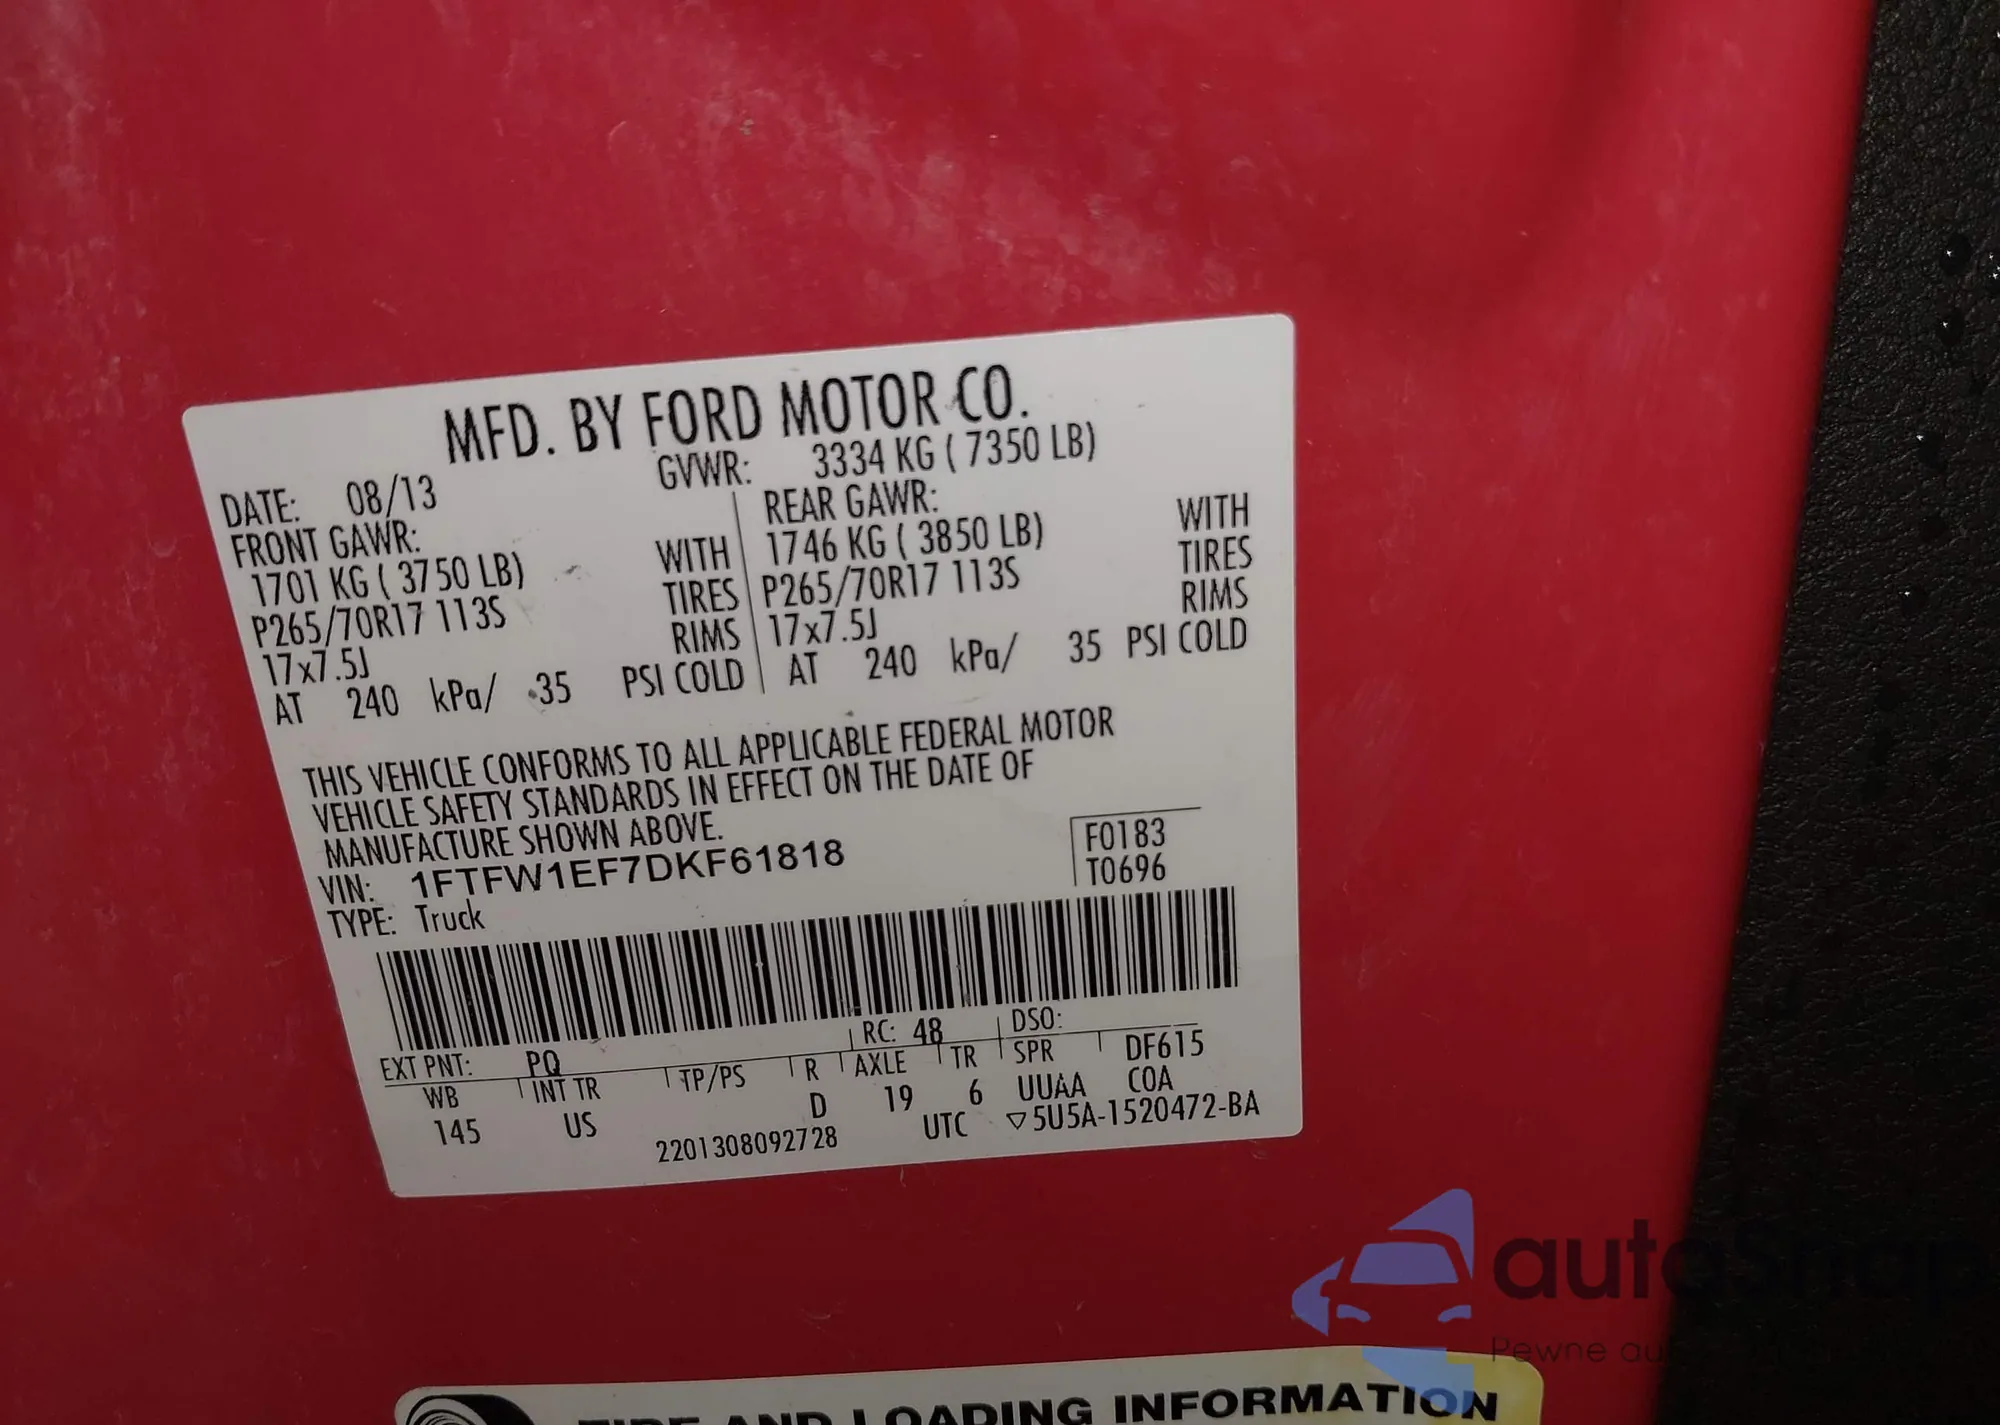 MFD. BY FORD MOTOR CO.
DATE: 08/13 GVWR: 3334 KG ( 7350 LB)
FRONT GAWR: REAR GAWR:
1701 KG ( 3750 LB) WITH 1746 KG ( 3850 LB) WITH
P265/70R17 113S TIRES P265/70R17 113S TIRES
17x7.5J RIMS 17x7.5J RIMS
AT 240 kPa/ 35 PSI COLD AT 240 kPa/ 35 PSI COLD
THIS VEHICLE CONFORMS TO ALL APPLICABLE FEDERAL MOTOR
VEHICLE SAFETY STANDARDS IN EFFECT ON THE DATE OF
MANUFACTURE SHOWN ABOVE.
VIN: 1FTFW1EF7DKF61818 F0183
TYPE: Truck T0696
EXT PNT: PQ RC: 48 DSO:
WB INT TR TP/PS R AXLE TR SPR DF615
145 US D 19 6 UUAA COA
2201308092728 UTC ▽5U5A-1520472-BA
autoSnap
Pewne
TIRE AND LOADING INFORMATION